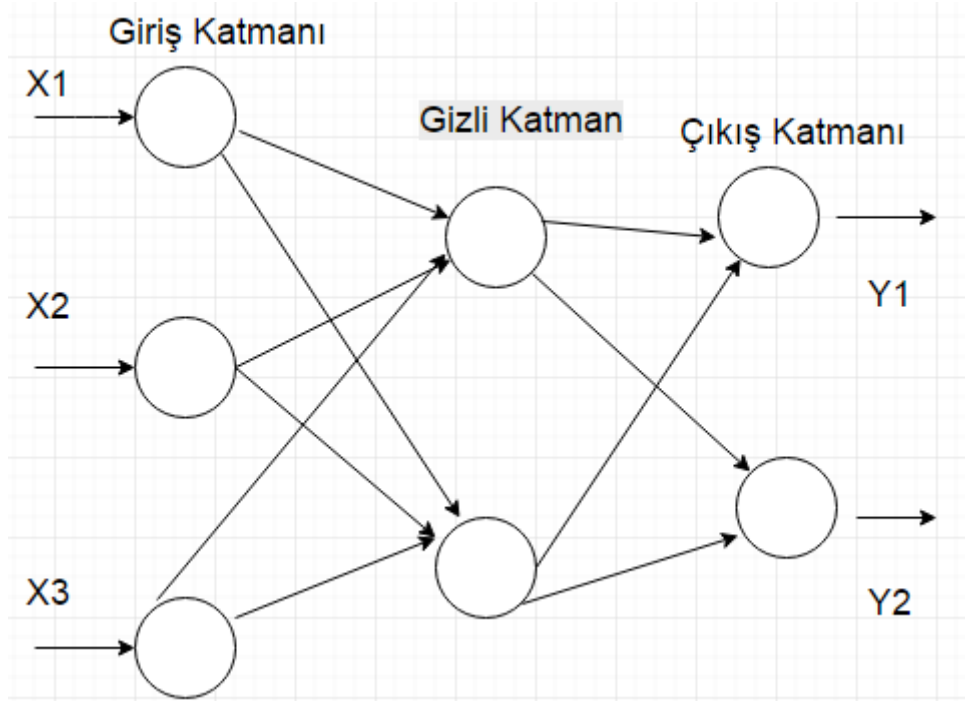 Giriş Katmanı
X1
Gizli Katman
Çıkış Katmanı
X2
Y1
X3
Y2